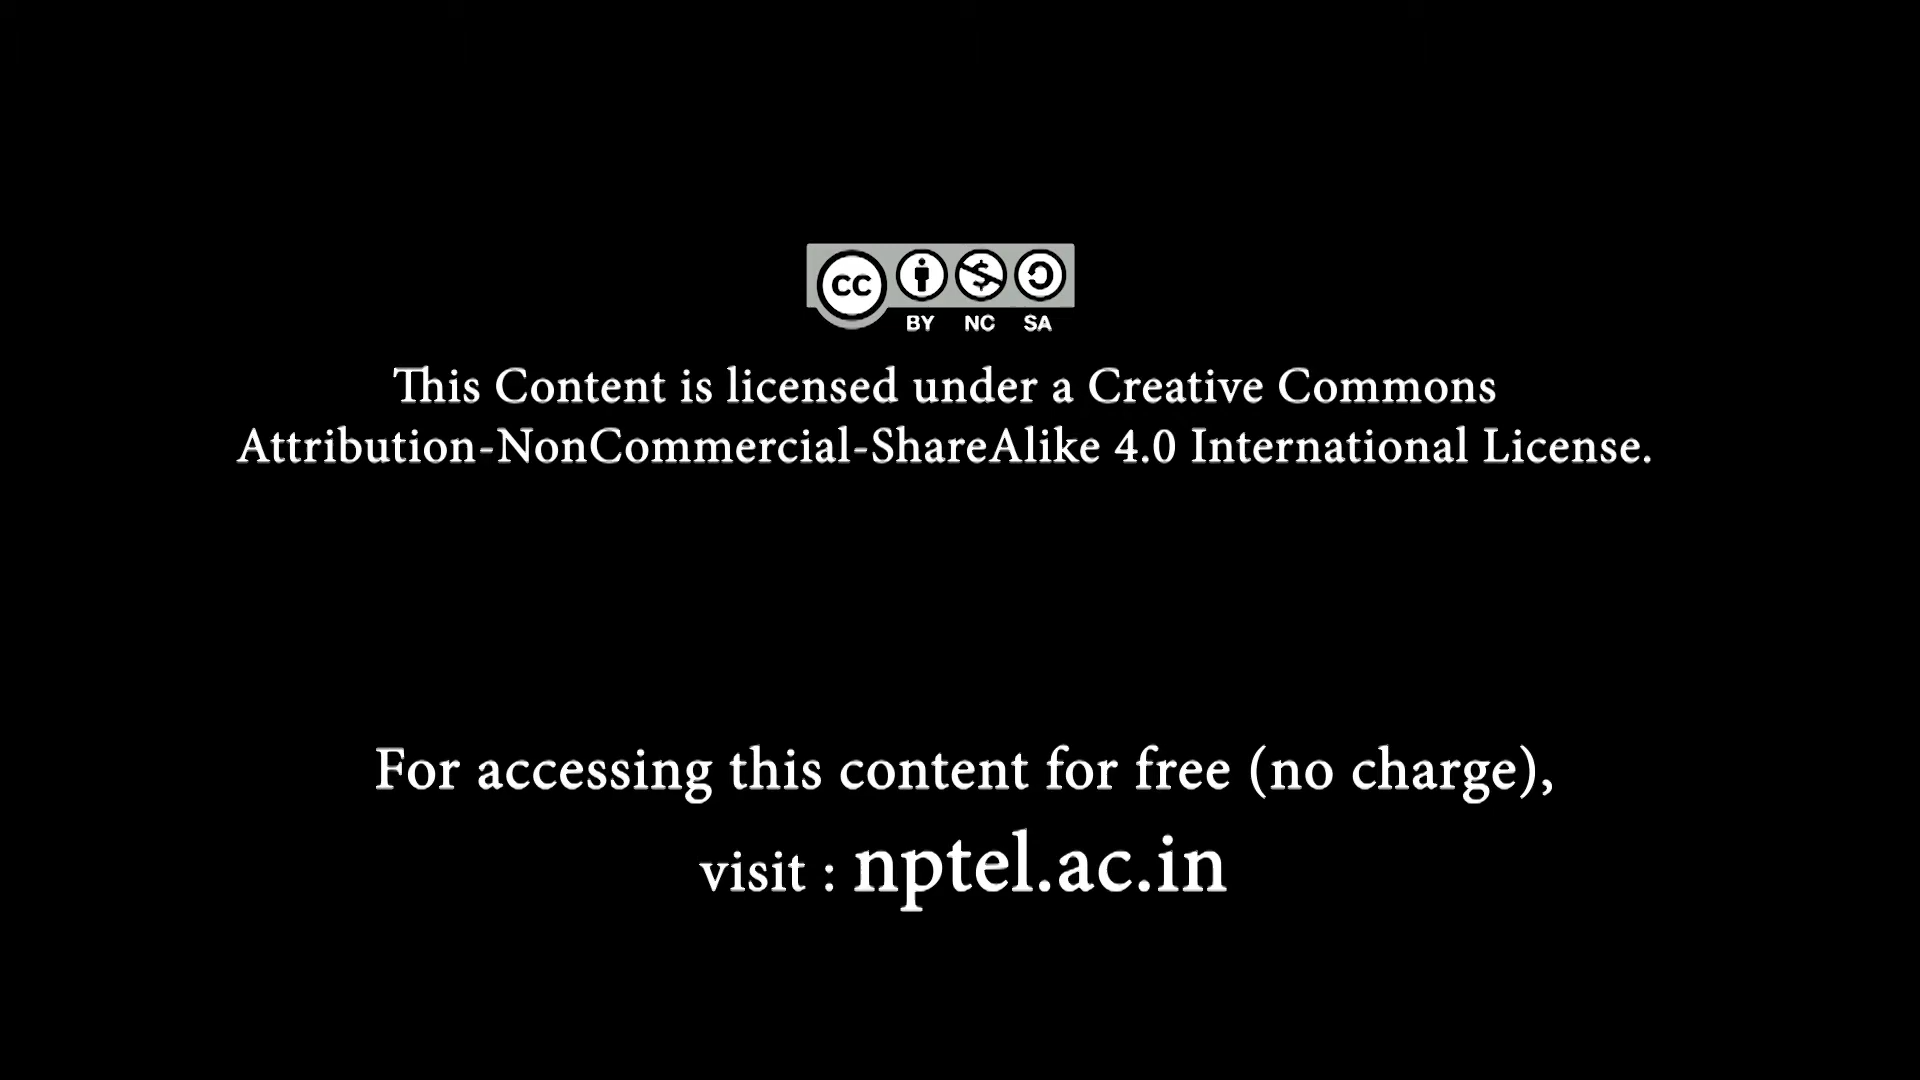 cc
BY NC SA
This Content is licensed under a Creative Commons
Attribution-NonCommercial-ShareAlike 4.0 International License.
For accessing this content for free (no charge),
visit : nptel.ac.in